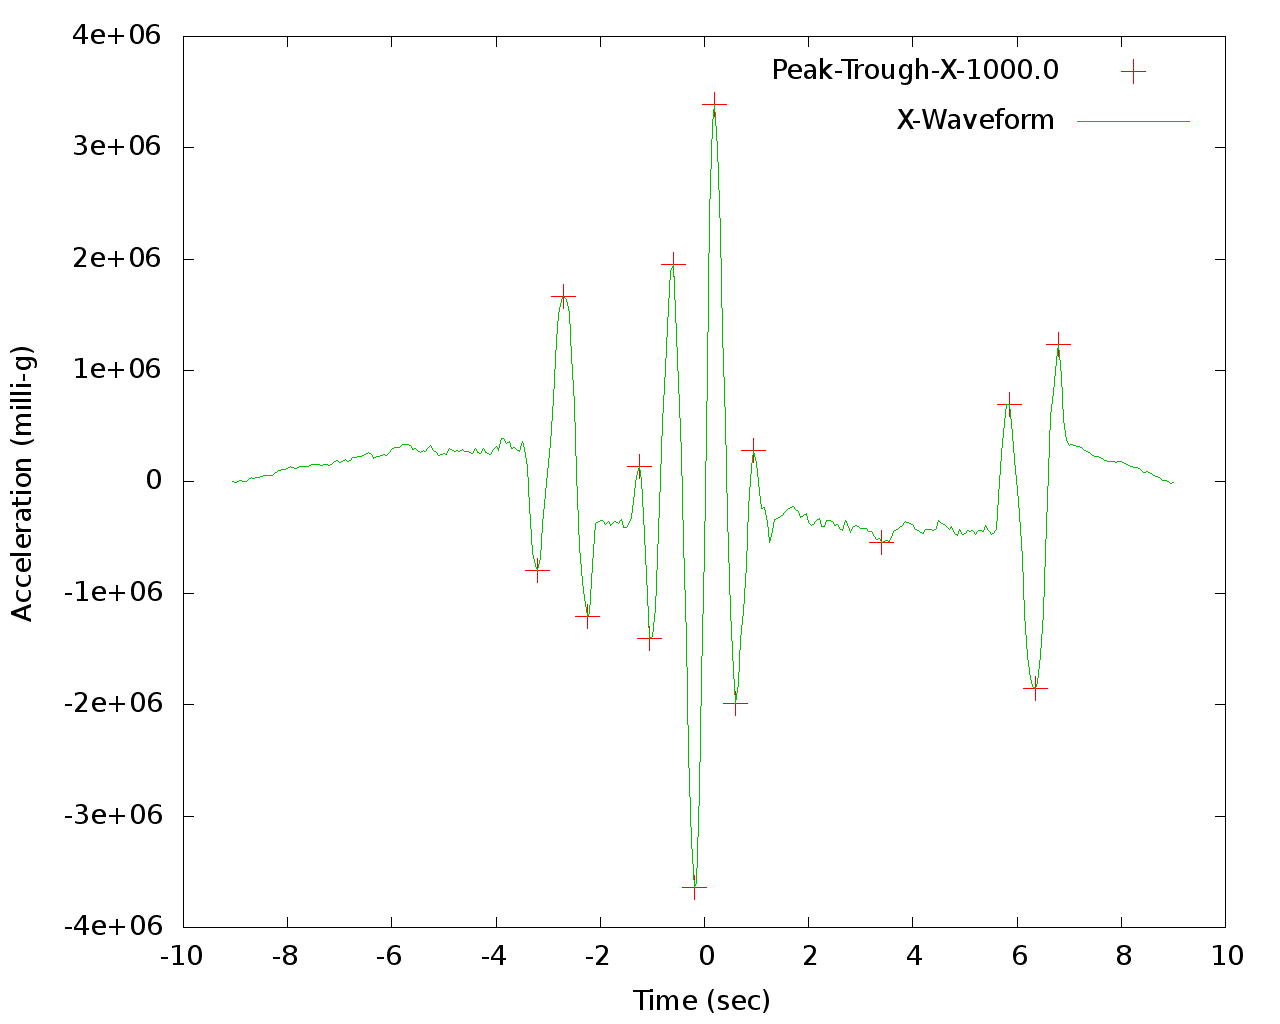 4e+06
3e+06
2e+06
1e+06
0
-1e+06
-2e+06
-3e+06
-4e+06
-10
-8
-6
-4
-2
0
2
4
6
8
10
Acceleration (milli-g)
Time (sec)
Peak-Trough-X-1000.0
X-Waveform